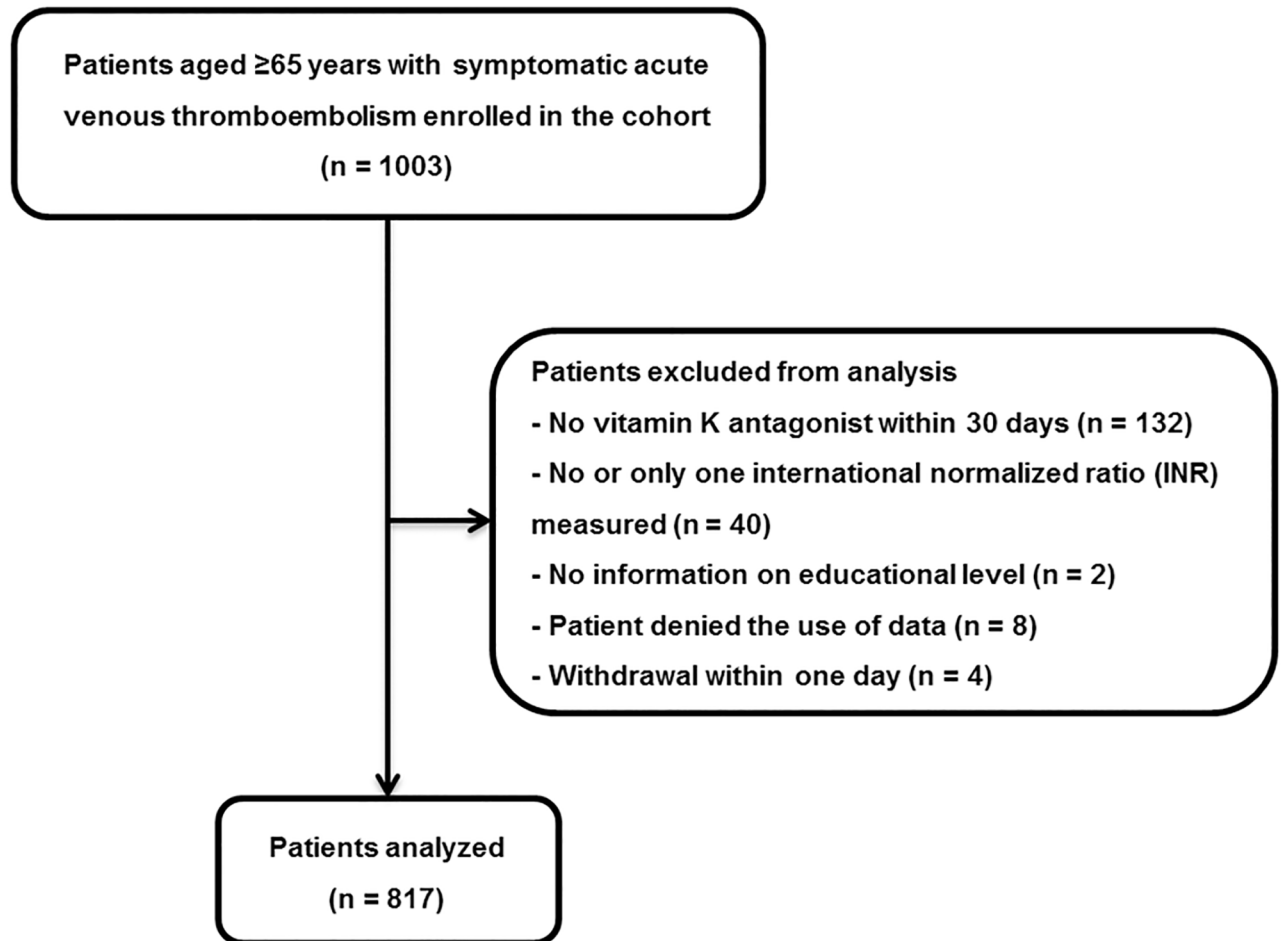 Patients aged ≥65 years with symptomatic acute
venous thromboembolism enrolled in the cohort
(n = 1003)
Patients excluded from analysis
- No vitamin K antagonist within 30 days (n = 132)
- No or only one international normalized ratio (INR)
measured (n = 40)
- No information on educational level (n = 2)
- Patient denied the use of data (n = 8)
- Withdrawal within one day (n = 4)
Patients analyzed
(n = 817)